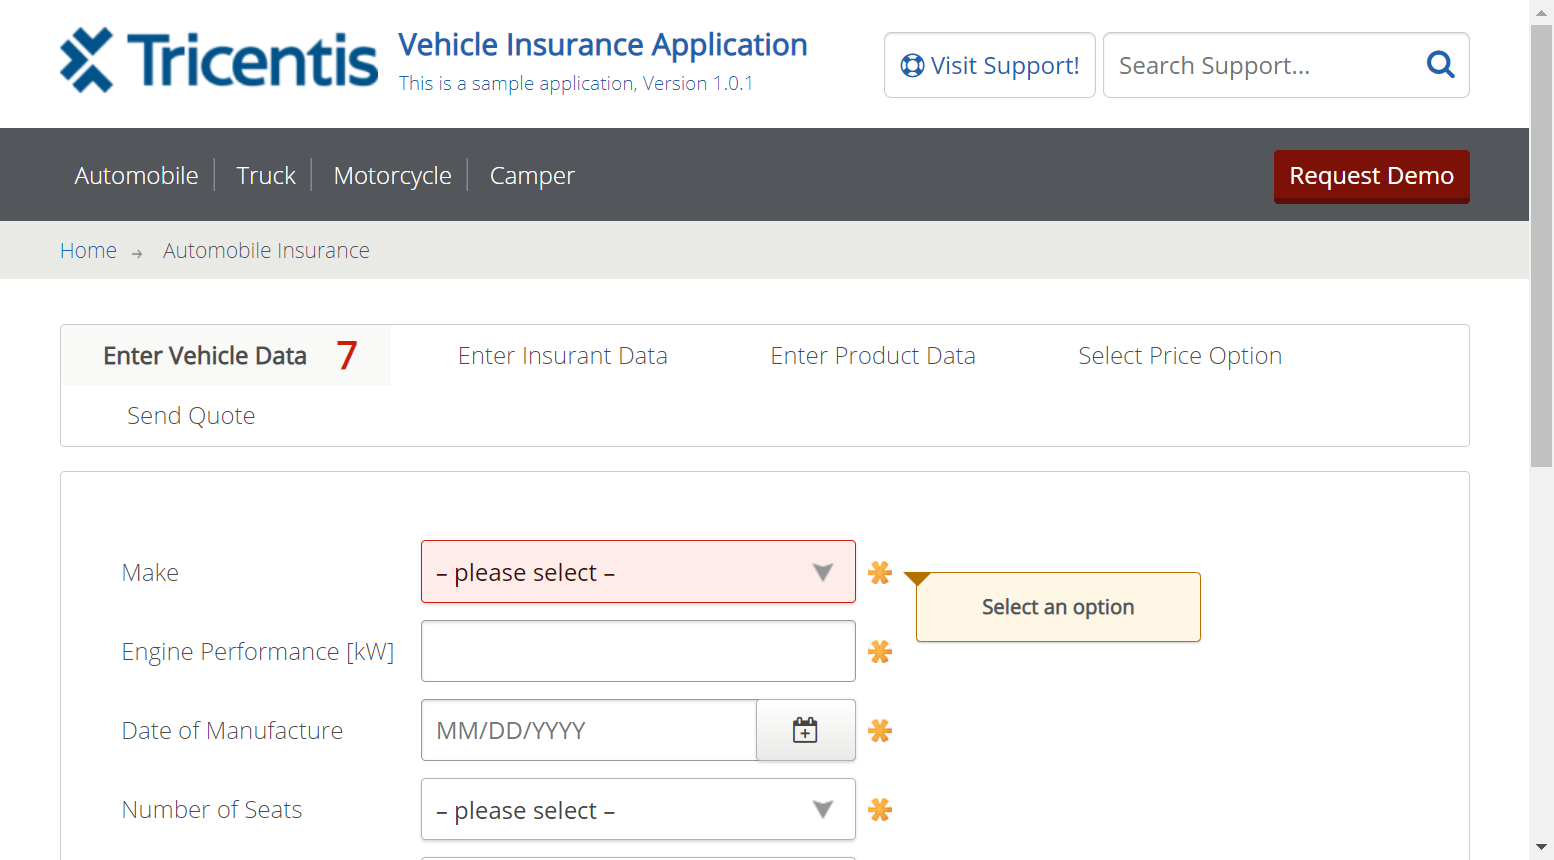 Tricentis
Vehicle Insurance Application
This is a sample application, Version 1.0.1
Visit Support!
Search Support...
Automobile
Truck
Motorcycle
Camper
Request Demo
Home
Automobile Insurance
Enter Vehicle Data 7
Enter Insurant Data
Enter Product Data
Select Price Option
Send Quote
Make
– please select –
Select an option
Engine Performance [kW]
Date of Manufacture
MM/DD/YYYY
Number of Seats
– please select –